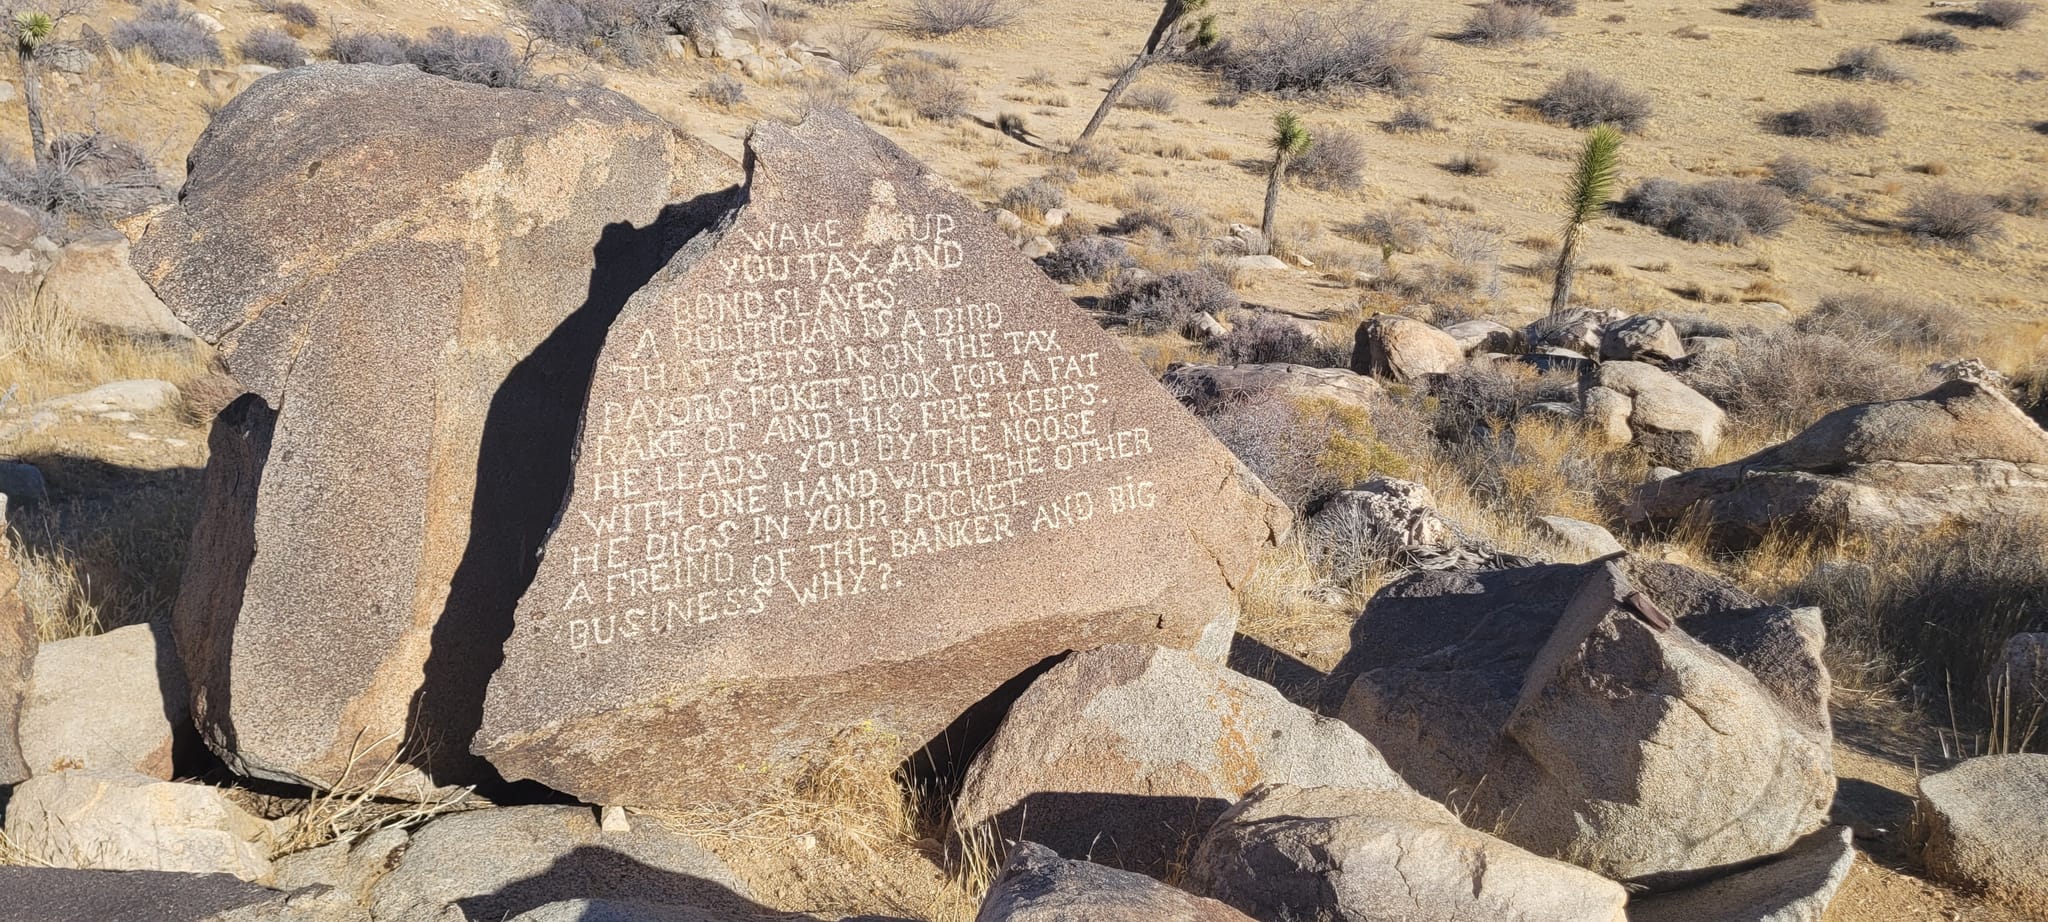 WAKE UP
YOU TAX AND
BOND SLAVES
A POLITICIAN IS A BIRD
THAT GETS IN ON THE TAX
PAYORS POKET BOOK FOR A FAT
RAKE OF AND HIS FREE KEEP'S.
HE LEAD'S YOU BY THE NOOSE
WITH ONE HAND WITH THE OTHER
HE DIGS IN YOUR POCKET
A FREIND OF THE BANKER AND BIG
BUSINESS WHY?.